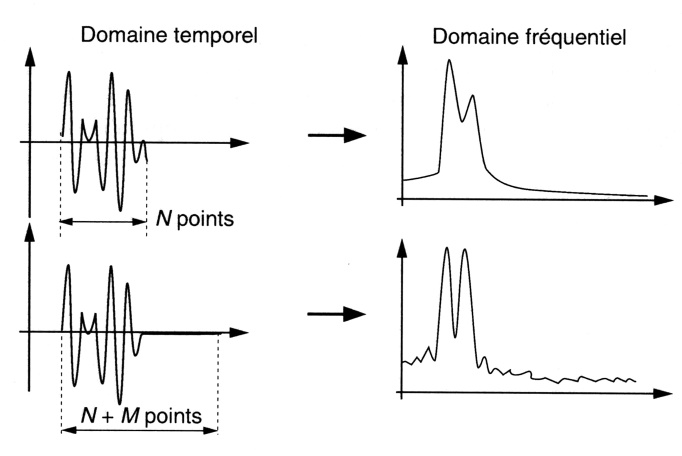 Domaine temporel
Domaine fréquentiel
N points
N + M points